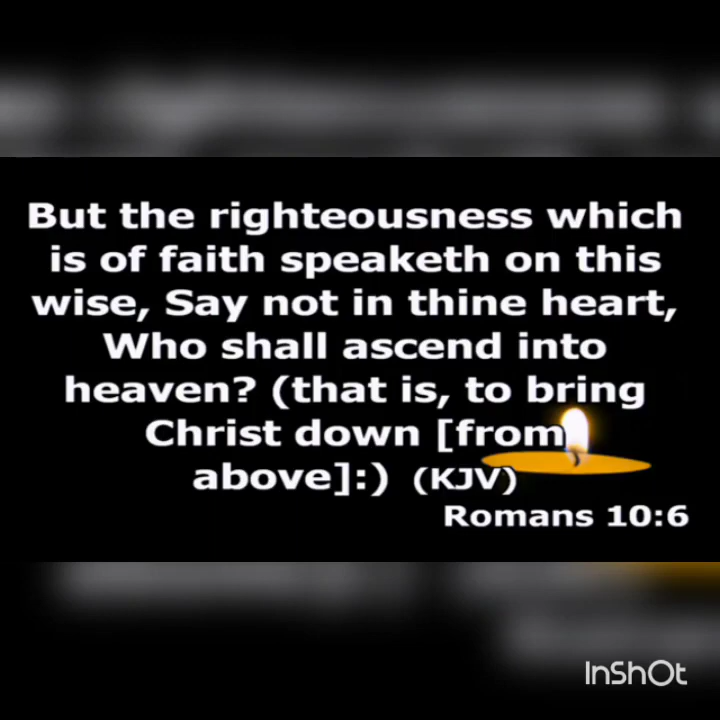 But the righteousness which
is of faith speaketh on this
wise, Say not in thine heart,
Who shall ascend into
heaven? (that is, to bring
Christ down [from
above]:) (KJV)
Romans 10:6
InShOt